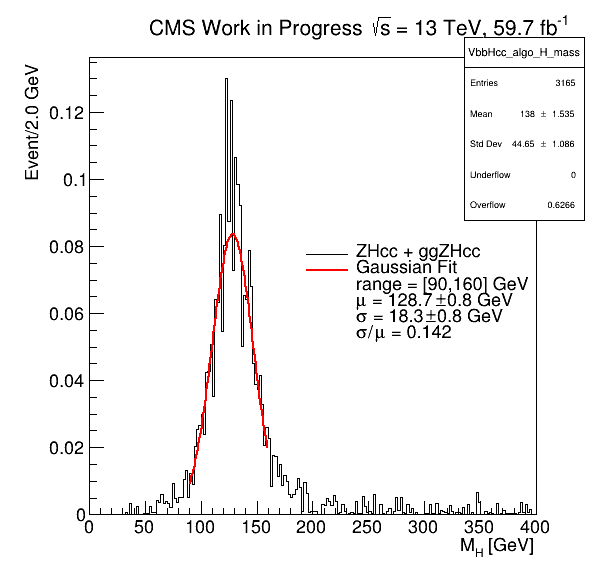 CMS Work in Progress √s = 13 TeV, 59.7 fb⁻¹
VbbHcc_algo_H_mass
Entries 3165
Mean 138 ± 1.535
Std Dev 44.65 ± 1.086
Underflow 0
Overflow 0.6266
Event/2.0 GeV
0.12
0.1
0.08
0.06
0.04
0.02
0
ZHcc + ggZHcc
Gaussian Fit
range = [90,160] GeV
μ = 128.7±0.8 GeV
σ = 18.3±0.8 GeV
σ/μ = 0.142
0 50 100 150 200 250 300 350 400
M_H [GeV]